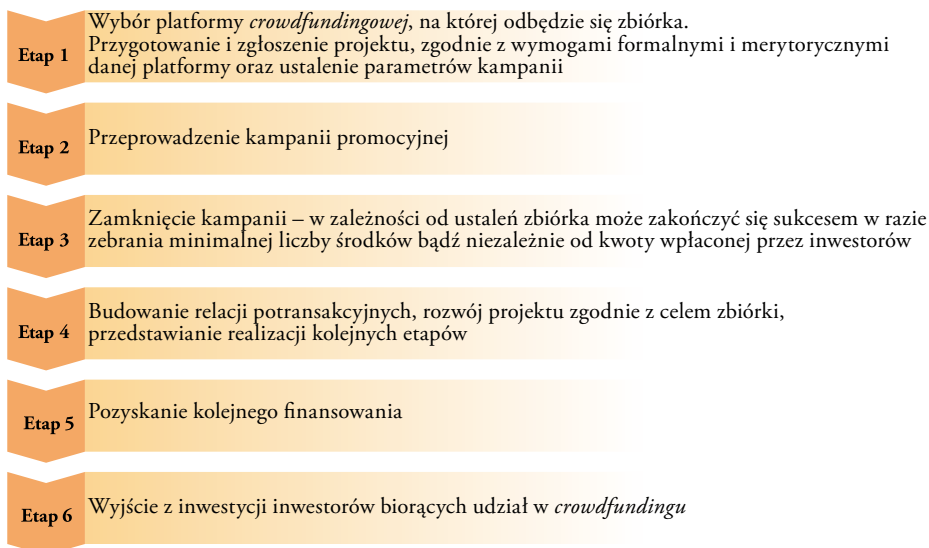 Etap 1
Wybór platformy crowdfundingowej, na której odbędzie się zbiórka.
Przygotowanie i zgłoszenie projektu, zgodnie z wymogami formalnymi i merytorycznymi
danej platformy oraz ustalenie parametrów kampanii
Etap 2
Przeprowadzenie kampanii promocyjnej
Etap 3
Zamknięcie kampanii – w zależności od ustaleń zbiórka może zakończyć się sukcesem w razie
zebrania minimalnej liczby środków bądź niezależnie od kwoty wpłaconej przez inwestorów
Etap 4
Budowanie relacji potransakcyjnych, rozwój projektu zgodnie z celem zbiórki,
przedstawianie realizacji kolejnych etapów
Etap 5
Pozyskanie kolejnego finansowania
Etap 6
Wyjście z inwestycji inwestorów biorących udział w crowdfundingu